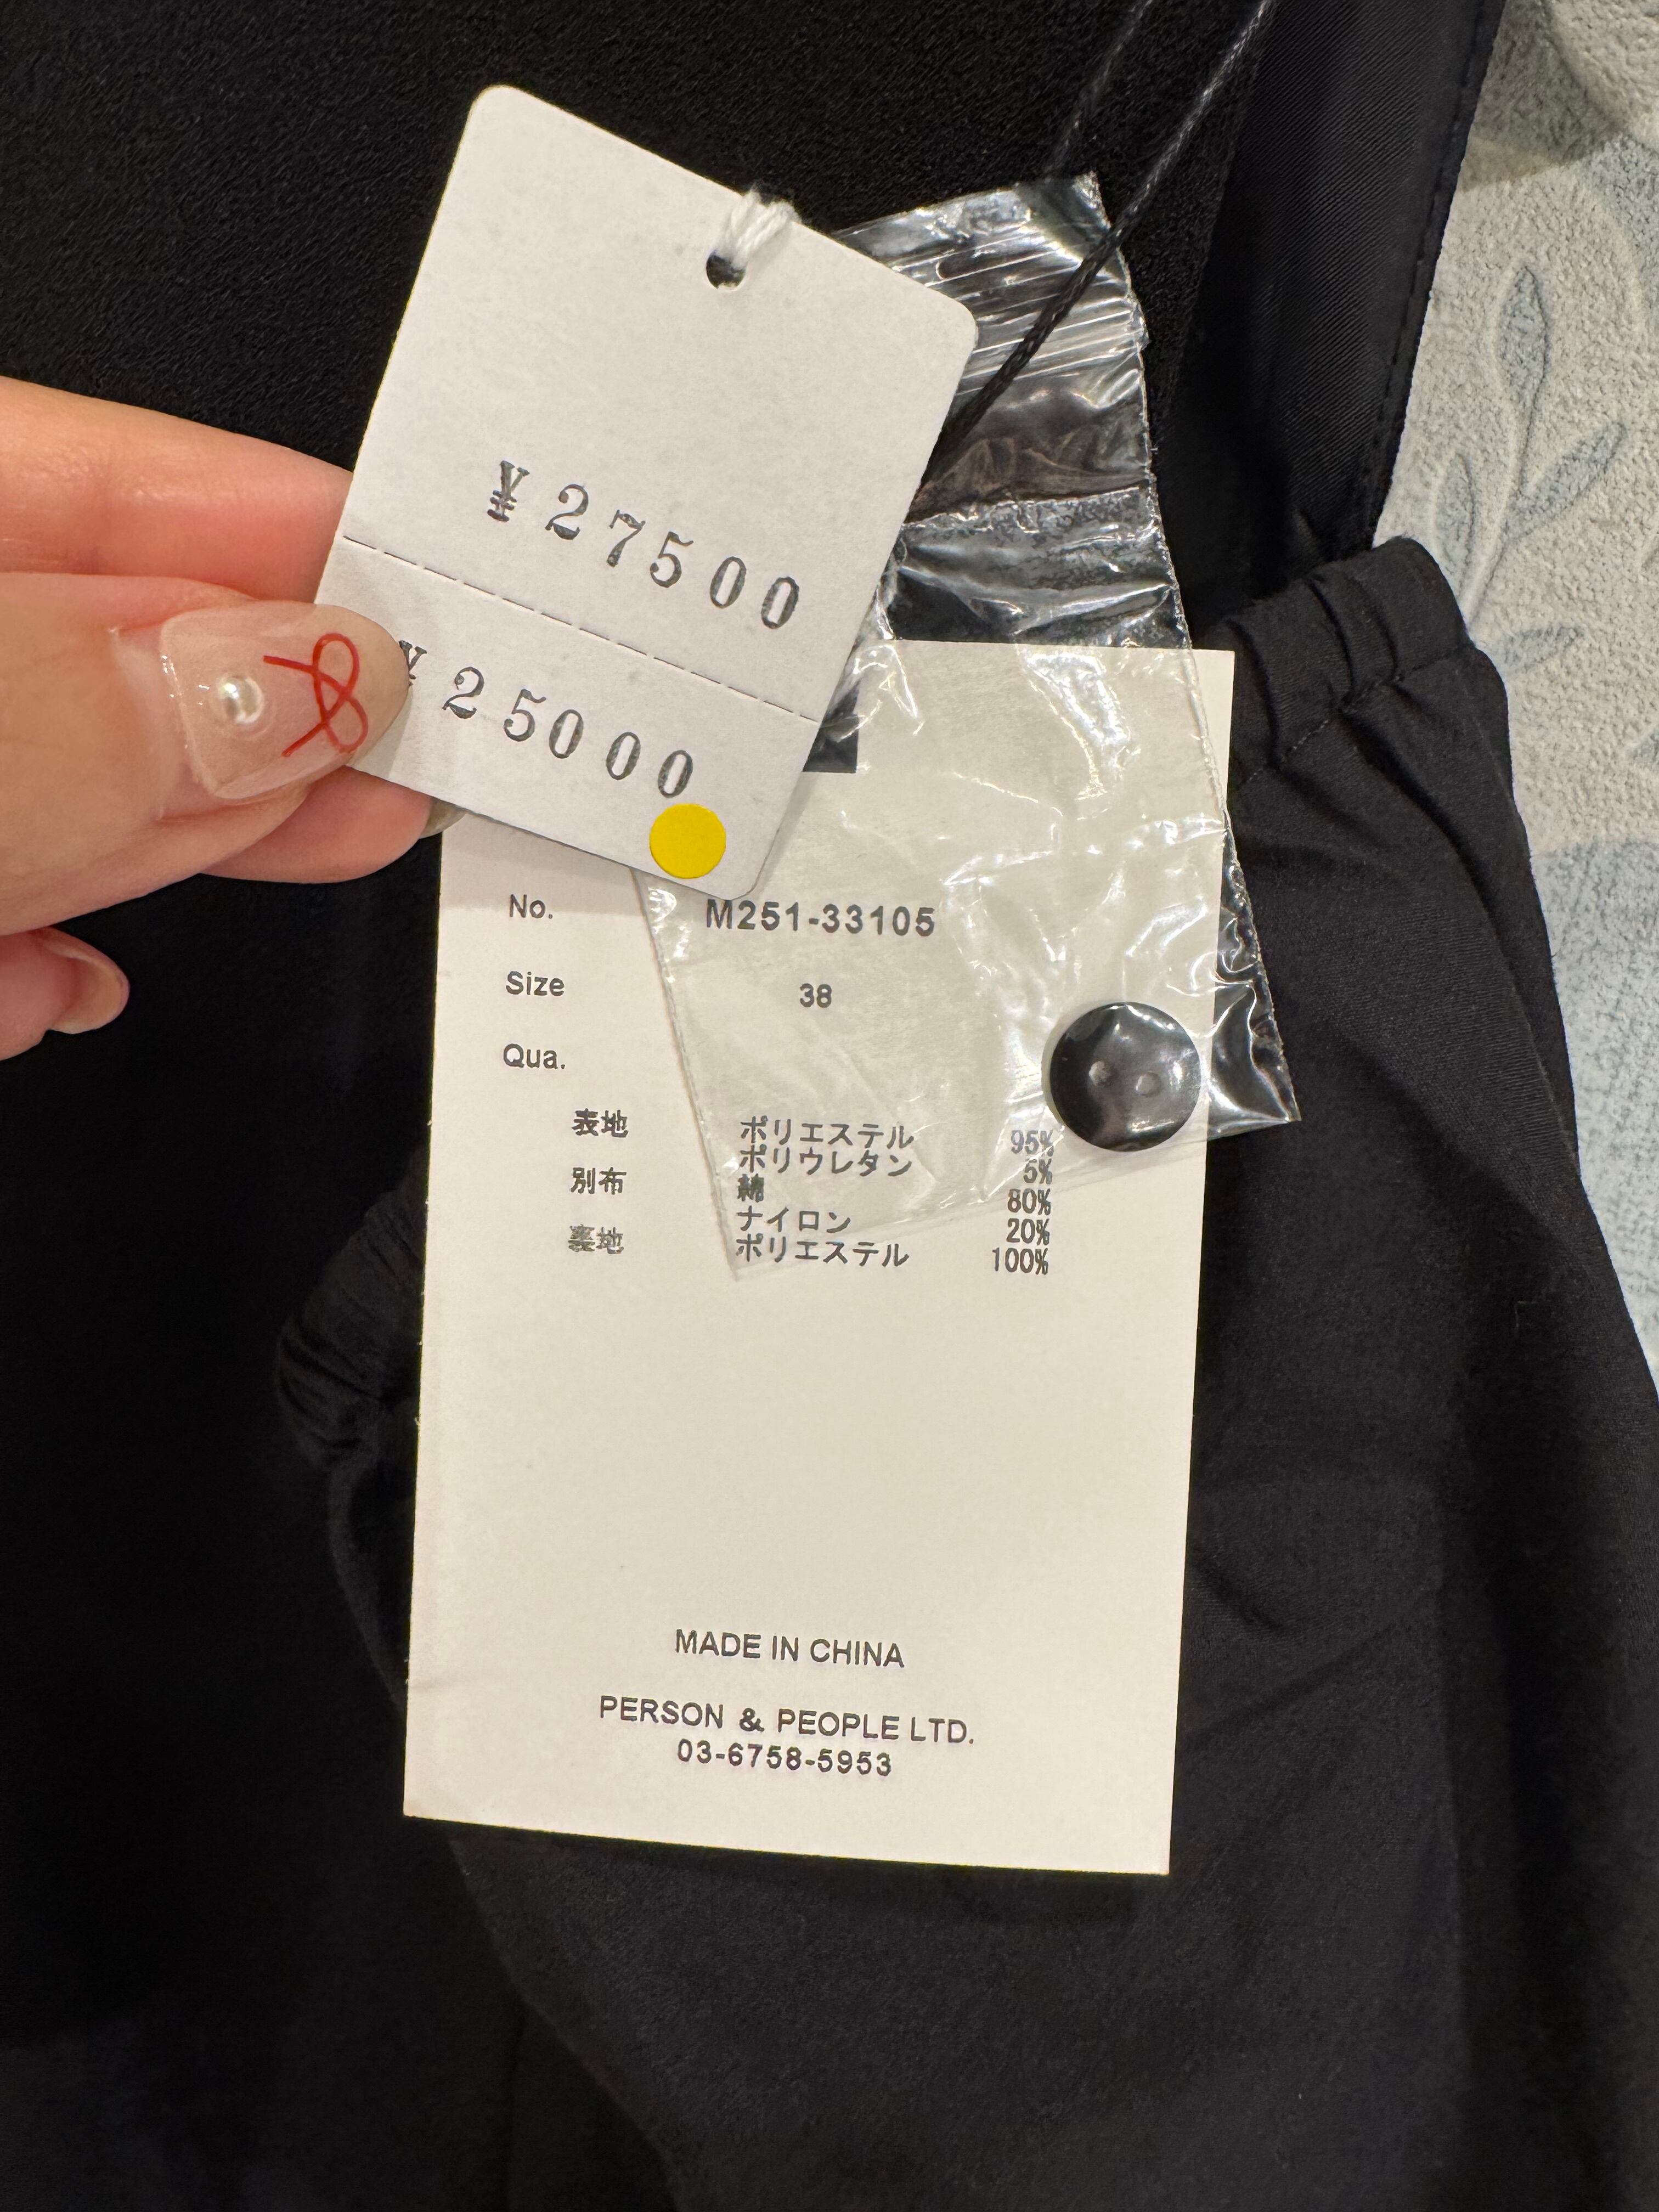 ¥27500
¥25000
No. M251-33105
Size 38
Qua.
表地 ポリエステル 95%
ポリウレタン 5%
別布 綿 80%
ナイロン 20%
裏地 ポリエステル 100%
MADE IN CHINA
PERSON & PEOPLE LTD.
03-6758-5953